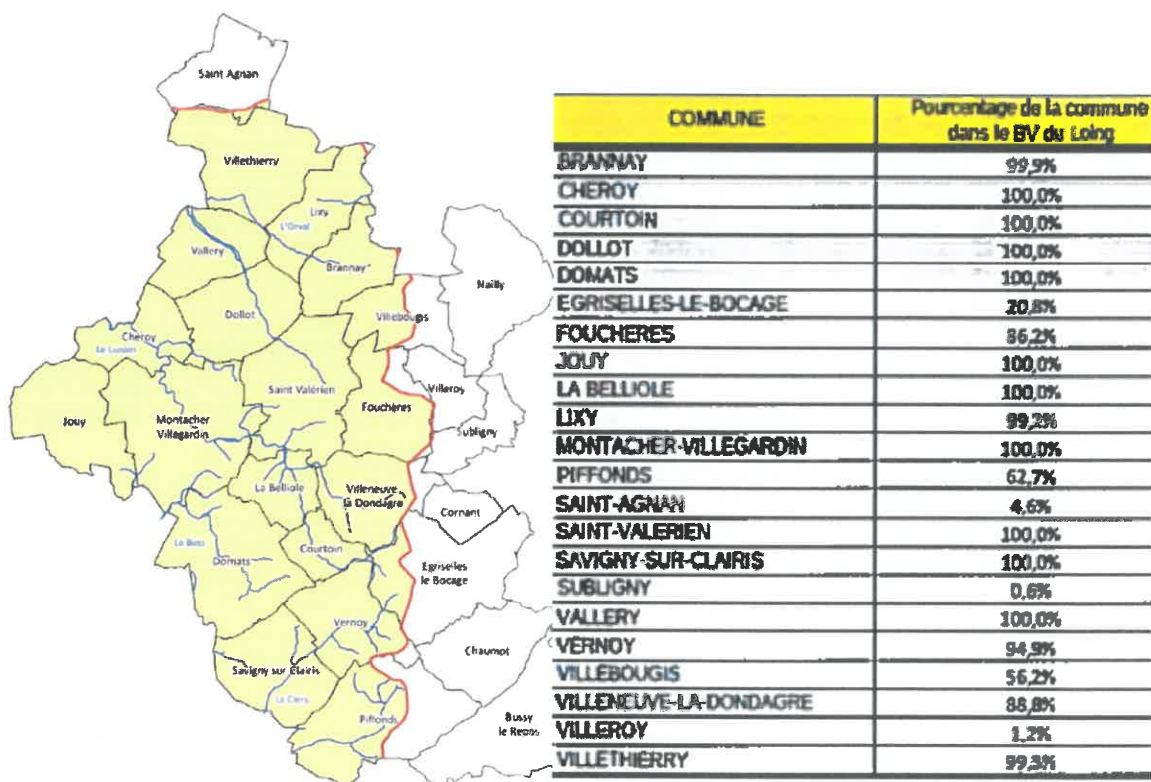 Saint Agnan
Villethierry
Lixy
L'Orval
Vallery
Brannay
Nailly
Dollot
Villebougis
Cheroy
Le Lunain
Villeroy
Saint Valérien
Fouchères
Jouy
Montacher
Villegardin
Subligny
La Belliole
Villeneuve
la Dondagre
Cornant
Le Betz
Courtoin
Domats
Egriselles
le Bocage
Vernoy
Chaumot
Savigny sur Clairis
La Clairis
Piffonds
Bussy
le Repos
COMMUNE Pourcentage de la commune
dans le BV du Loing
BRANNAY 99,9%
CHEROY 100,0%
COURTOIN 100,0%
DOLLOT 100,0%
DOMATS 100,0%
EGRISELLES-LE-BOCAGE 20,8%
FOUCHERES 86,2%
JOUY 100,0%
LA BELLIOLE 100,0%
LIXY 99,2%
MONTACHER-VILLEGARDIN 100,0%
PIFFONDS 62,7%
SAINT-AGNAN 4,6%
SAINT-VALERIEN 100,0%
SAVIGNY-SUR-CLAIRIS 100,0%
SUBLIGNY 0,6%
VALLERY 100,0%
VERNOY 94,9%
VILLEBOUGIS 56,2%
VILLENEUVE-LA-DONDAGRE 88,8%
VILLEROY 1,2%
VILLETHIERRY 99,3%